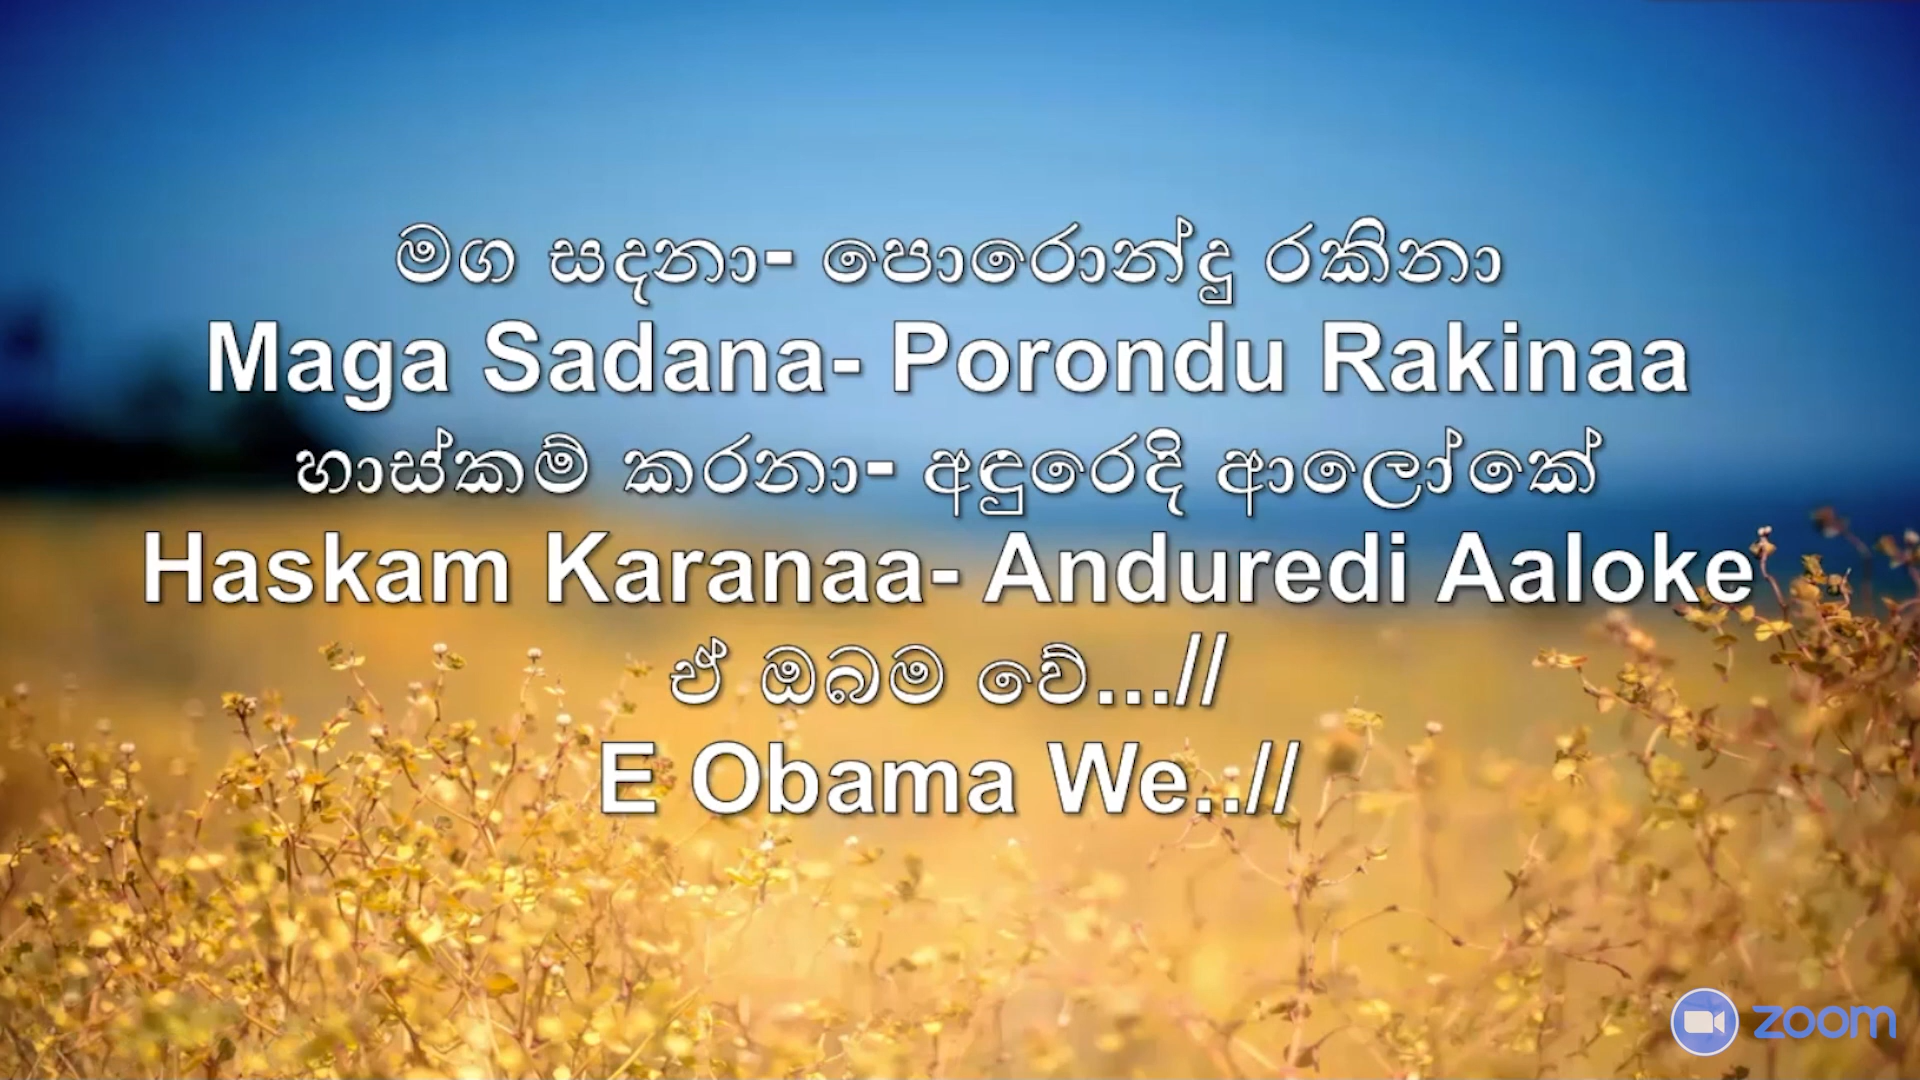 මග සදනා- පොරොන්දු රකිනා
Maga Sadana- Porondu Rakinaa
හාස්කම් කරනා- අඳුරෙදි ආලෝකේ
Haskam Karanaa- Anduredi Aaloke
ඒ ඔබම වේ...//
E Obama We..//
zoom